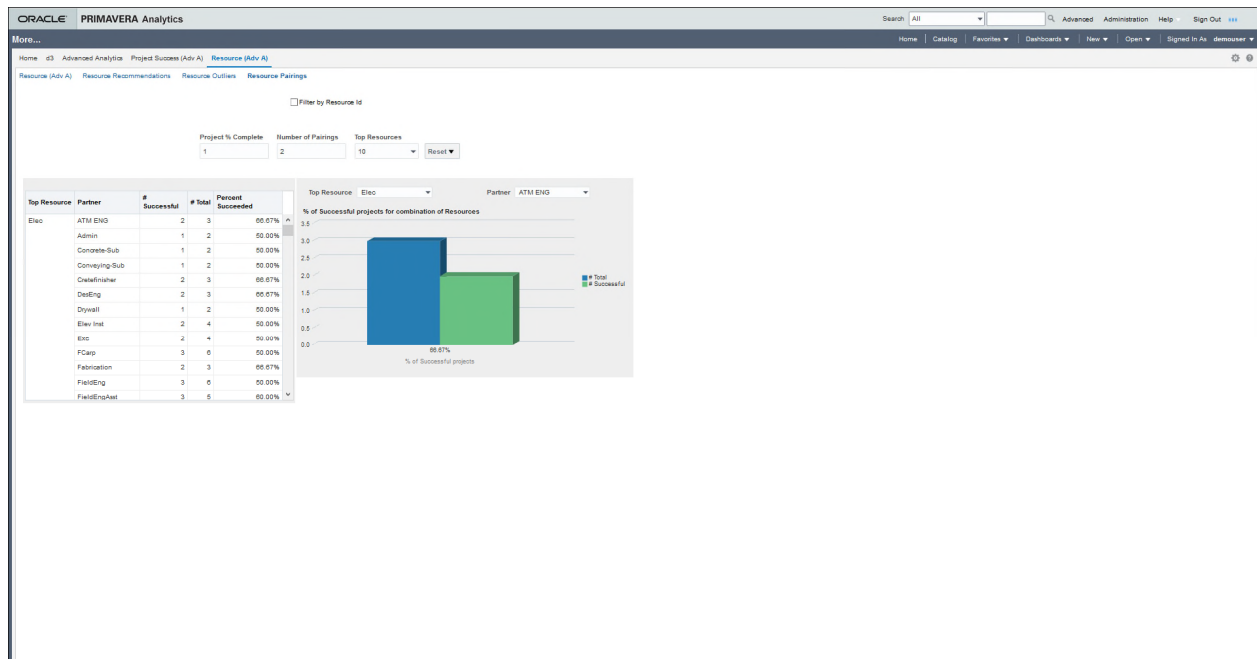 ORACLE PRIMAVERA Analytics Search All Advanced Administration Help Sign Out
More... Home Catalog Favorites Dashboards New Open Signed In As demouser
Home d3 Advanced Analytics Project Success (Adv A) Resource (Adv A)
Resource (Adv A) Resource Recommendations Resource Outliers Resource Pairings
Filter by Resource Id
Project % Complete Number of Pairings Top Resources
1 2 10 Reset
Top Resource Partner # Successful # Total Percent Succeeded
Elec ATM ENG 2 3 66.67%
Admin 1 2 50.00%
Concrete-Sub 1 2 50.00%
Conveying-Sub 1 2 50.00%
Cretefinisher 2 3 66.67%
DesEng 2 3 66.67%
Drywall 1 2 50.00%
Elev Inst 2 4 50.00%
Exc 2 4 50.00%
FCarp 3 6 50.00%
Fabrication 2 3 66.67%
FieldEng 3 6 50.00%
FieldEngAsst 3 5 60.00%
Top Resource Elec Partner ATM ENG
% of Successful projects for combination of Resources
3.5
3.0
2.5
2.0
1.5
1.0
0.5
0.0
66.67%
% of Successful projects
# Total
# Successful